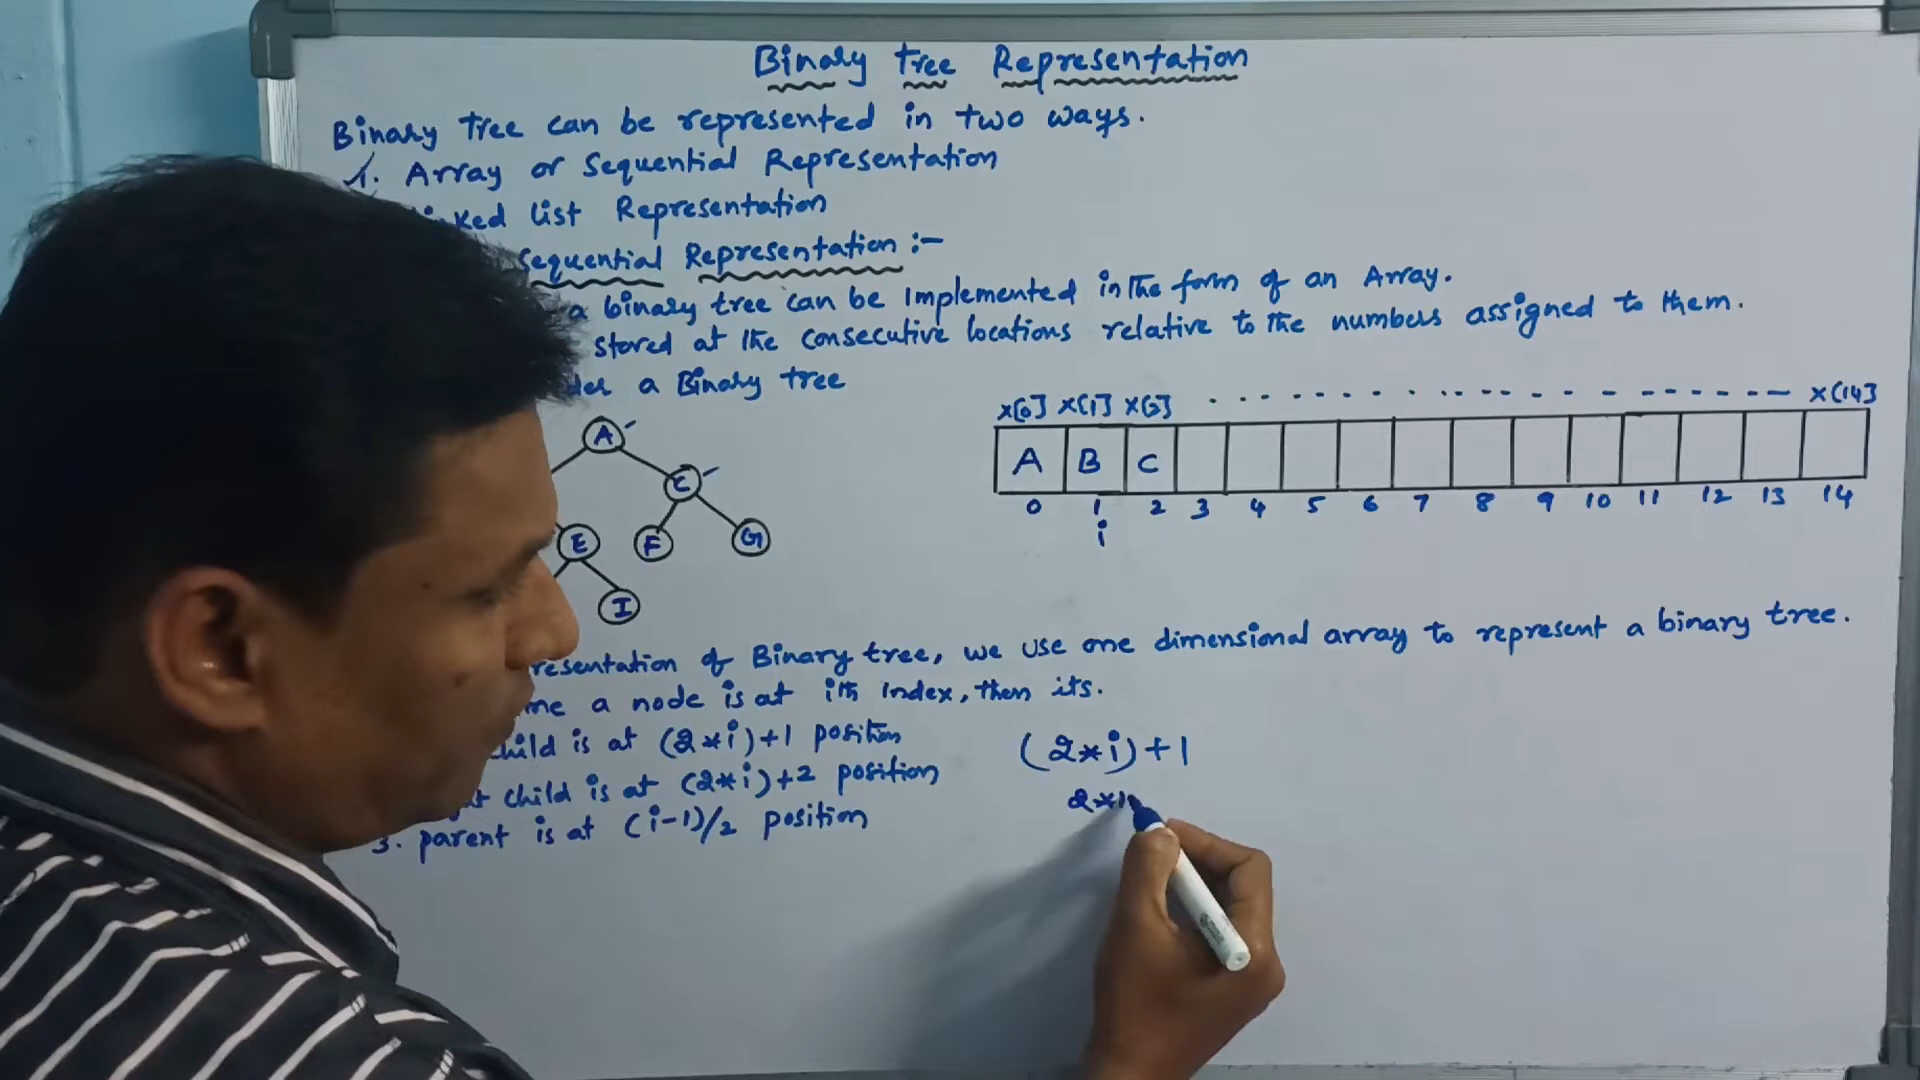 Binary Tree Representation
Binary Tree can be represented in two ways.
1. Array or Sequential Representation
Linked list Representation
Sequential Representation :-
a binary tree can be Implemented in the form of an Array.
stored at the consecutive locations relative to the numbers assigned to them.
a Binary tree
X[0] X[1] X[2] X[14]
A B C
0 1 2 3 4 5 6 7 8 9 10 11 12 13 14
i
A
C
E F G
I
resentation of Binary tree, we use one dimensional array to represent a binary tree.
a node is at ith index, then its.
child is at (2*i)+1 position
child is at (2*i)+2 position
3. parent is at (i-1)/2 position
(2*i)+1
2*1